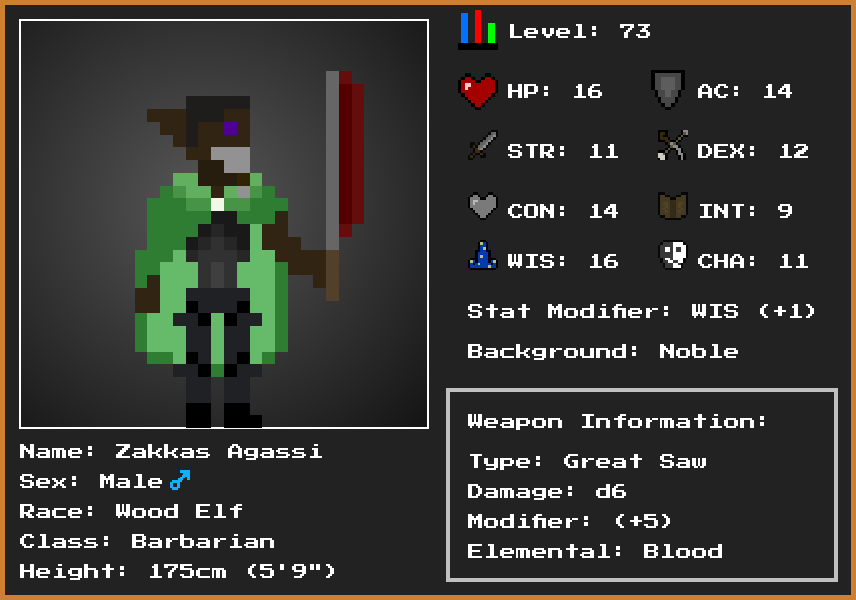 Level: 73
HP: 16 AC: 14
STR: 11 DEX: 12
CON: 14 INT: 9
WIS: 16 CHA: 11
Stat Modifier: WIS (+1)
Background: Noble
Weapon Information:
Type: Great Saw
Damage: d6
Modifier: (+5)
Elemental: Blood
Name: Zakkas Agassi
Sex: Male ♂
Race: Wood Elf
Class: Barbarian
Height: 175cm (5'9")